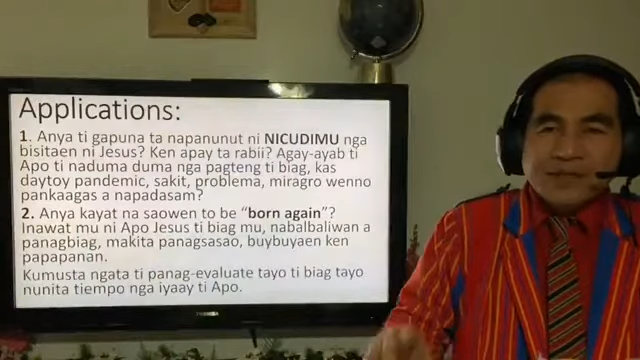 Applications:
1. Anya ti gapuna ta napanunut ni NICUDIMU nga
bisitaen ni Jesus? Ken apay ta rabii? Agay-ayab ti
Apo ti naduma duma nga pagteng ti biag, kas
daytoy pandemic, sakit, problema, miragro wenno
pankaagas a napadasam?
2. Anya kayat na saowen to be “born again”?
Inawat mu ni Apo Jesus ti biag mu, nabalbaliwan a
panagbiag, makita panagsasao, buybuyaen ken
papapanan.
Kumusta ngata ti panag-evaluate tayo ti biag tayo
nunita tiempo nga iyaay ti Apo.
TOSHIBA